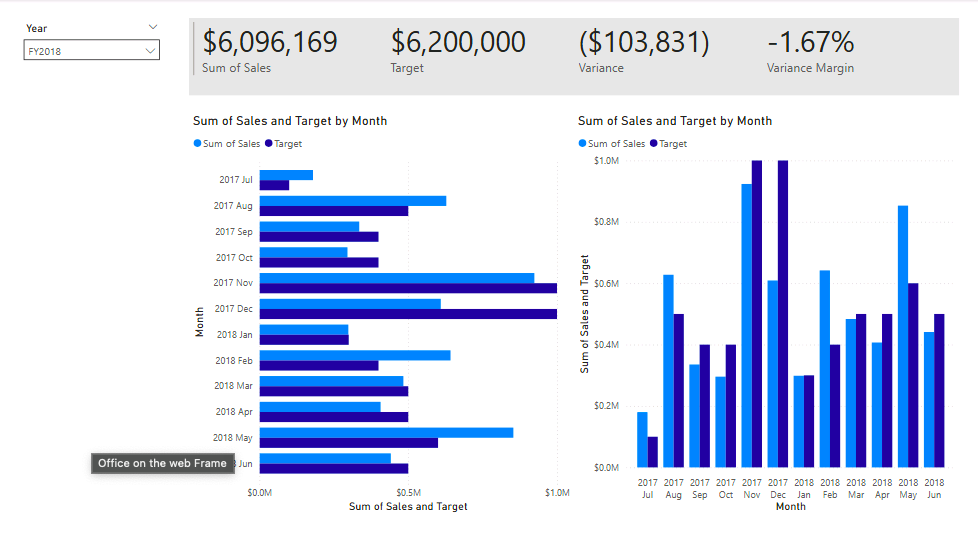 Year
FY2018
$6,096,169
Sum of Sales
$6,200,000
Target
($103,831)
Variance
-1.67%
Variance Margin
Sum of Sales and Target by Month
Sum of Sales Target
2017 Jul
2017 Aug
2017 Sep
2017 Oct
2017 Nov
2017 Dec
2018 Jan
2018 Feb
2018 Mar
2018 Apr
2018 May
Jun
Month
Office on the web Frame
$0.0M $0.5M $1.0M
Sum of Sales and Target
Sum of Sales and Target by Month
Sum of Sales Target
$1.0M
$0.8M
$0.6M
$0.4M
$0.2M
$0.0M
Sum of Sales and Target
2017 2017 2017 2017 2017 2017 2018 2018 2018 2018 2018 2018
Jul Aug Sep Oct Nov Dec Jan Feb Mar Apr May Jun
Month